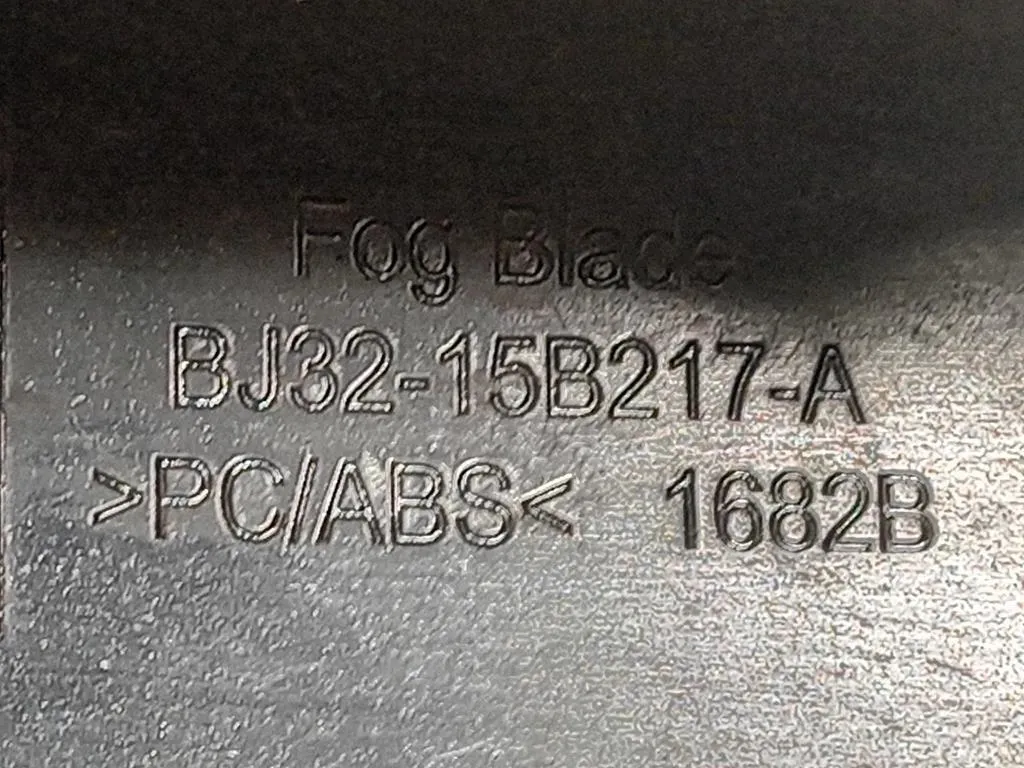 Fog Blade
BJ32-15B217-A
>PC/ABS< 1682B